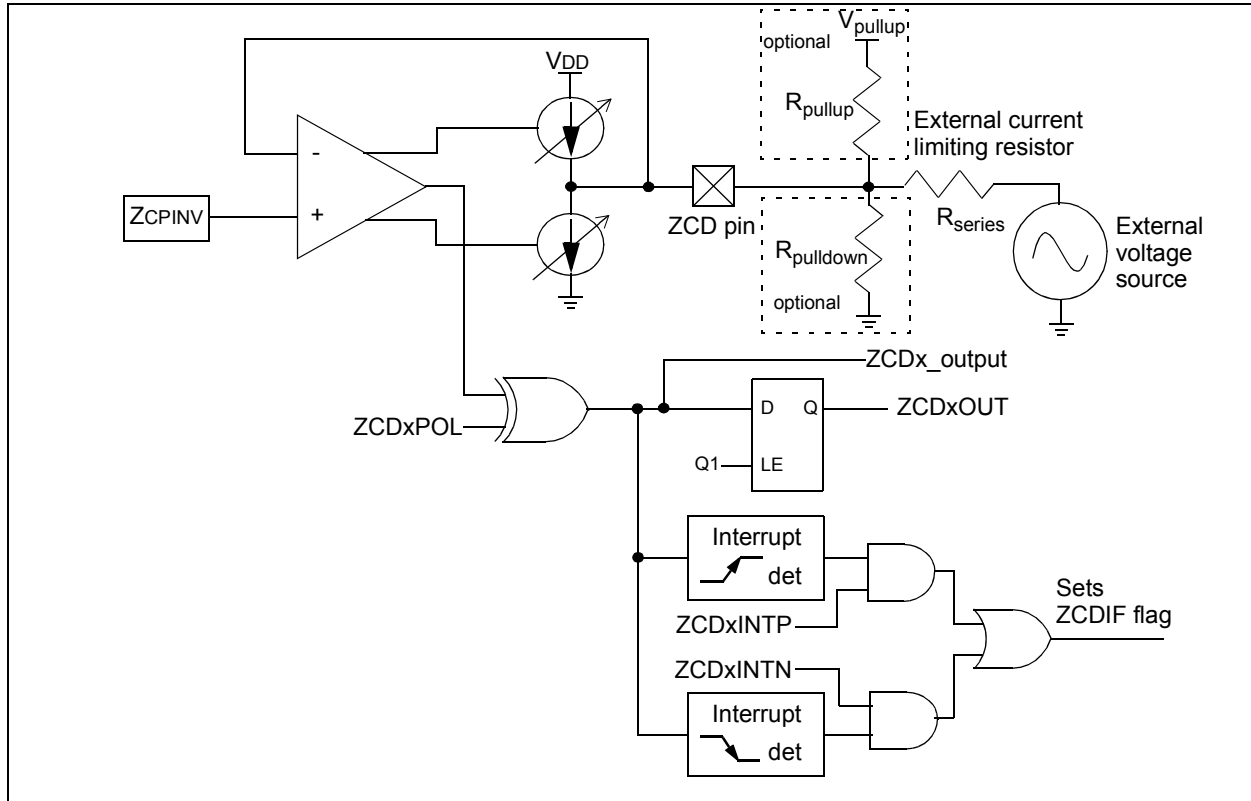 Vpullup
optional
VDD
Rpullup
External current
limiting resistor
-
ZCPINV
+
ZCD pin
Rseries
Rpulldown
External
voltage
source
optional
ZCDx_output
D
Q
ZCDxOUT
ZCDxPOL
Q1
LE
Interrupt
det
Sets
ZCDIF flag
ZCDxINTP
ZCDxINTN
Interrupt
det